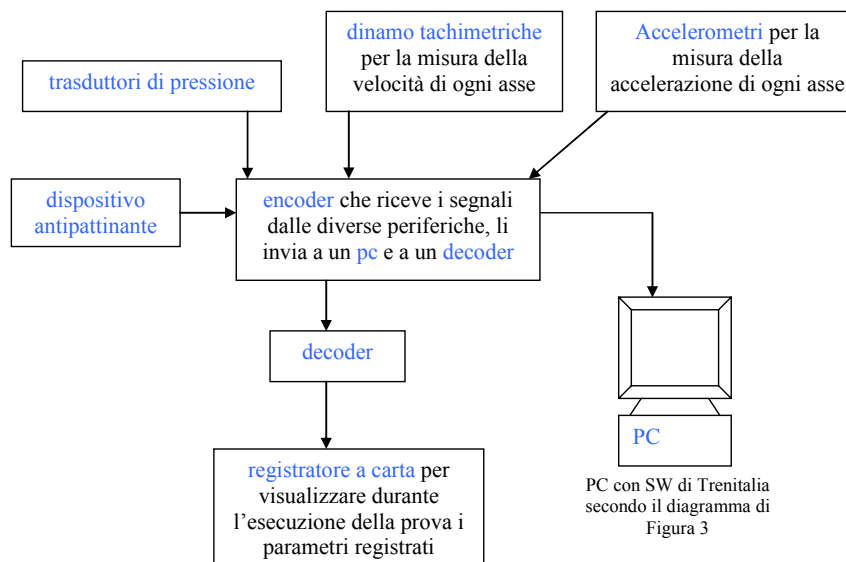 trasduttori di pressione
dinamo tachimetriche
per la misura della
velocità di ogni asse
Accelerometri per la
misura della
accelerazione di ogni asse
dispositivo
antipattinante
encoder che riceve i segnali
dalle diverse periferiche, li
invia a un pc e a un decoder
decoder
registratore a carta per
visualizzare durante
l’esecuzione della prova i
parametri registrati
PC
PC con SW di Trenitalia
secondo il diagramma di
Figura 3